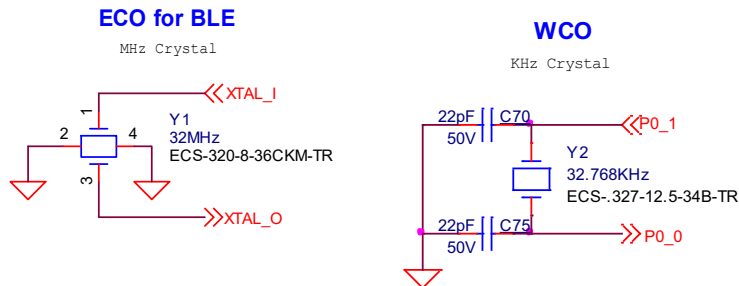 ECO for BLE
MHz Crystal
XTAL_I
1
Y1
2
4
32MHz
ECS-320-8-36CKM-TR
3
XTAL_O
WCO
KHz Crystal
22pF
C70
P0_1
50V
Y2
32.768KHz
ECS-.327-12.5-34B-TR
22pF
C75
P0_0
50V